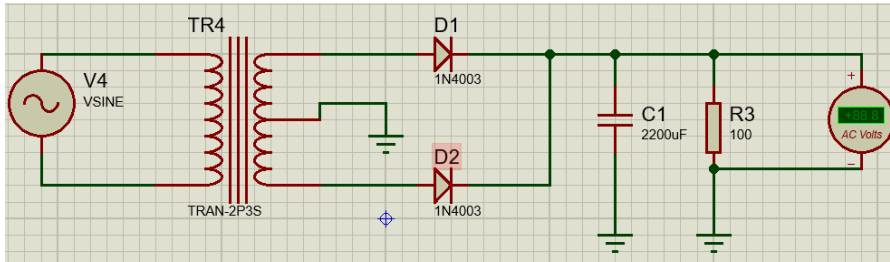 TR4
D1
V4
VSINE
1N4003
C1
2200uF
R3
100
+
+88.8
AC Volts
−
D2
TRAN-2P3S
1N4003